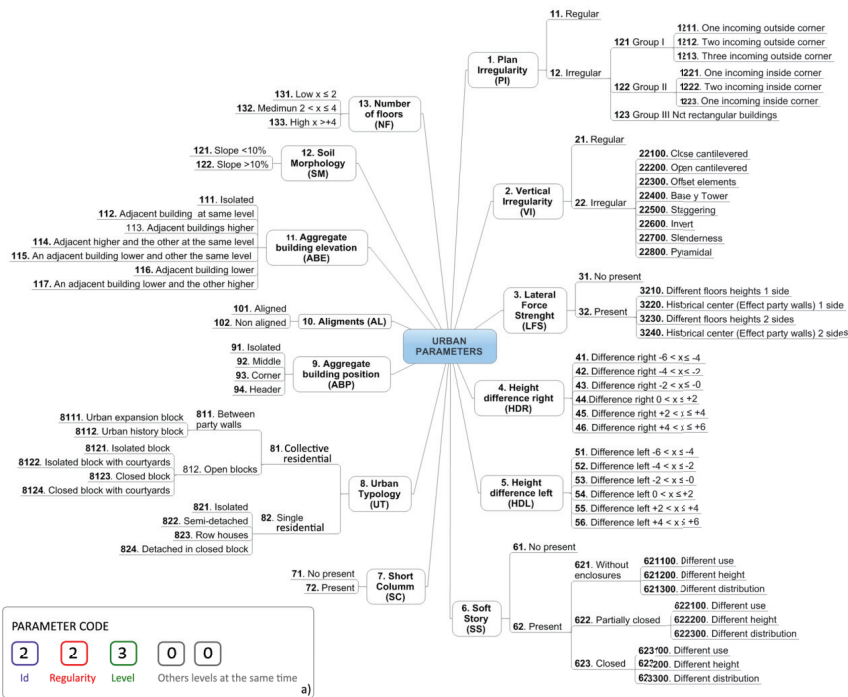 URBAN
PARAMETERS
1. Plan
Irregularity
(PI)
11. Regular
12. Irregular
121 Group I
1211. One incoming outside corner
1212. Two incoming outside corner
1213. Three incoming outside corner
122 Group II
1221. One incoming inside corner
1222. Two incoming inside corner
1223. One incoming inside corner
123 Group III Not rectangular buildings
2. Vertical
Irregularity
(VI)
21. Regular
22. Irregular
22100. Close cantilevered
22200. Open cantilevered
22300. Offset elements
22400. Base y Tower
22500. Staggering
22600. Invert
22700. Slenderness
22800. Pyramidal
3. Lateral
Force
Strenght
(LFS)
31. No present
32. Present
3210. Different floors heights 1 side
3220. Historical center (Effect party walls) 1 side
3230. Different floors heights 2 sides
3240. Historical center (Effect party walls) 2 sides
4. Height
difference right
(HDR)
41. Difference right -6 < x ≤ -4
42. Difference right -4 < x ≤ -2
43. Difference right -2 < x ≤ -0
44.Difference right 0 < x ≤ +2
45. Difference right +2 < x ≤ +4
46. Difference right +4 < x ≤ +6
5. Height
difference left
(HDL)
51. Difference left -6 < x ≤ -4
52. Difference left -4 < x ≤ -2
53. Difference left -2 < x ≤ -0
54. Difference left 0 < x ≤ +2
55. Difference left +2 < x ≤ +4
56. Difference left +4 < x ≤ +6
6. Soft
Story
(SS)
61. No present
62. Present
621. Without
enclosures
621100. Different use
621200. Different height
621300. Different distribution
622. Partially closed
622100. Different use
622200. Different height
622300. Different distribution
623. Closed
623100. Different use
623200. Different height
623300. Different distribution
13. Number
of floors
(NF)
131. Low x ≤ 2
132. Medimun 2 < x ≤ 4
133. High x >+4
12. Soil
Morphology
(SM)
121. Slope <10%
122. Slope >10%
11. Aggregate
building elevation
(ABE)
111. Isolated
112. Adjacent building at same level
113. Adjacent buildings higher
114. Adjacent higher and the other at the same level
115. An adjacent building lower and other the same level
116. Adjacent building lower
117. An adjacent building lower and the other higher
10. Aligments (AL)
101. Aligned
102. Non aligned
9. Aggregate
building position
(ABP)
91. Isolated
92. Middle
93. Corner
94. Header
8. Urban
Typology
(UT)
81. Collective
residential
811. Between
party walls
8111. Urban expansion block
8112. Urban history block
812. Open blocks
8121. Isolated block
8122. Isolated block with courtyards
8123. Closed block
8124. Closed block with courtyards
82. Single
residential
821. Isolated
822. Semi-detached
823. Row houses
824. Detached in closed block
7. Short
Columm
(SC)
71. No present
72. Present
PARAMETER CODE
2 2 3 0 0
Id Regularity Level Others levels at the same time
a)